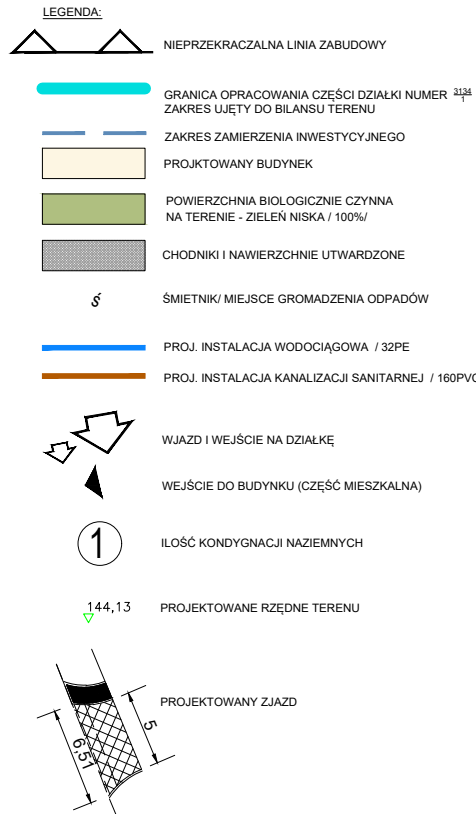 LEGENDA:
NIEPRZEKRACZALNA LINIA ZABUDOWY
GRANICA OPRACOWANIA CZĘŚCI DZIAŁKI NUMER 3134/1
ZAKRES UJĘTY DO BILANSU TERENU
ZAKRES ZAMIERZENIA INWESTYCYJNEGO
PROJKTOWANY BUDYNEK
POWIERZCHNIA BIOLOGICZNIE CZYNNA
NA TERENIE - ZIELEŃ NISKA / 100%/
CHODNIKI I NAWIERZCHNIE UTWARDZONE
ś ŚMIETNIK/ MIEJSCE GROMADZENIA ODPADÓW
PROJ. INSTALACJA WODOCIĄGOWA / 32PE
PROJ. INSTALACJA KANALIZACJI SANITARNEJ / 160PVC
WJAZD I WEJŚCIE NA DZIAŁKĘ
WEJŚCIE DO BUDYNKU (CZĘŚĆ MIESZKALNA)
1 ILOŚĆ KONDYGNACJI NAZIEMNYCH
144,13 PROJEKTOWANE RZĘDNE TERENU
PROJEKTOWANY ZJAZD
5
6,51